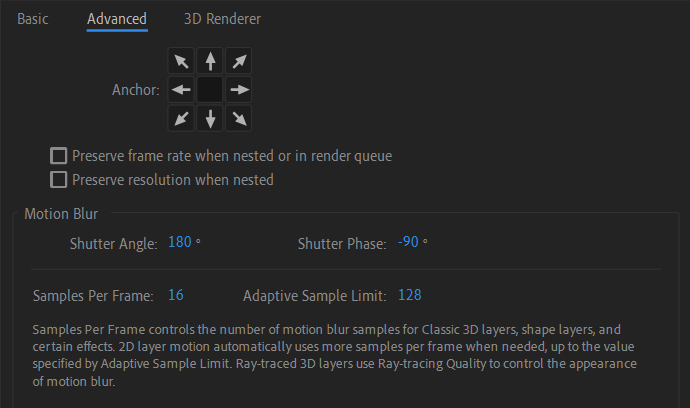 Basic Advanced 3D Renderer
Anchor:
Preserve frame rate when nested or in render queue
Preserve resolution when nested
Motion Blur
Shutter Angle: 180 ° Shutter Phase: -90 °
Samples Per Frame: 16 Adaptive Sample Limit: 128
Samples Per Frame controls the number of motion blur samples for Classic 3D layers, shape layers, and
certain effects. 2D layer motion automatically uses more samples per frame when needed, up to the value
specified by Adaptive Sample Limit. Ray-traced 3D layers use Ray-tracing Quality to control the appearance
of motion blur.